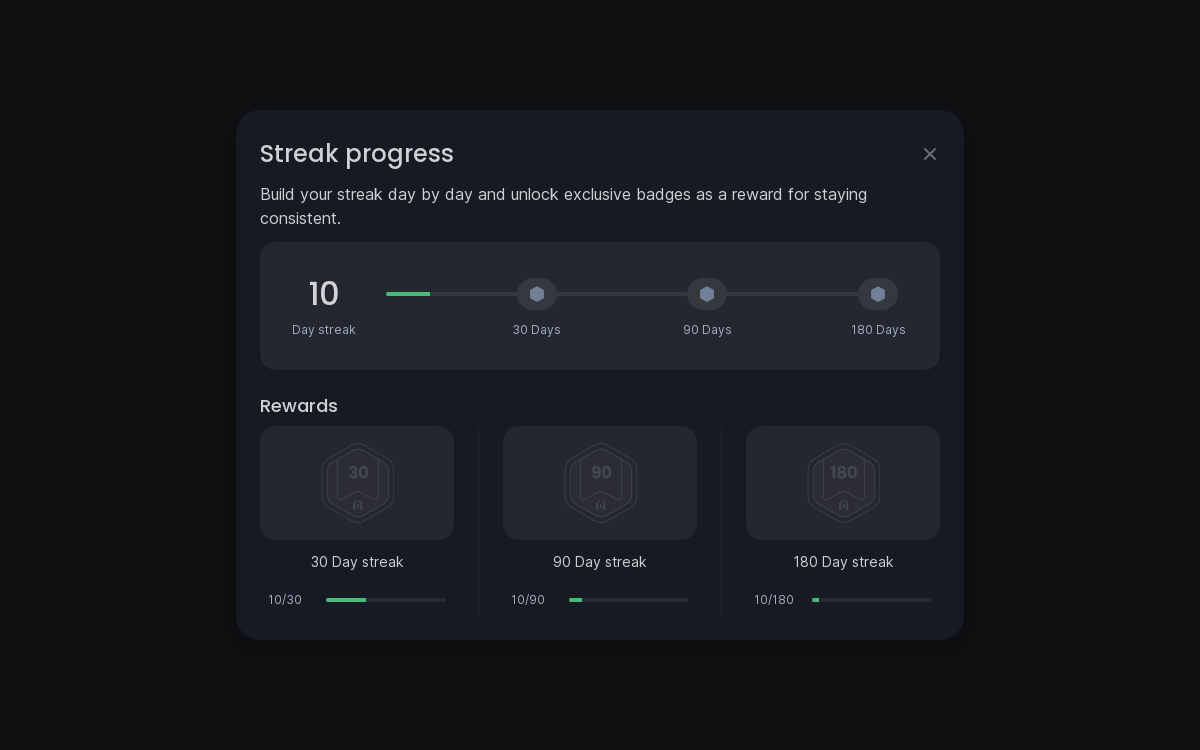 Streak progress
Build your streak day by day and unlock exclusive badges as a reward for staying
consistent.
10
Day streak
30 Days
90 Days
180 Days
Rewards
30
90
180
30 Day streak
90 Day streak
180 Day streak
10/30
10/90
10/180